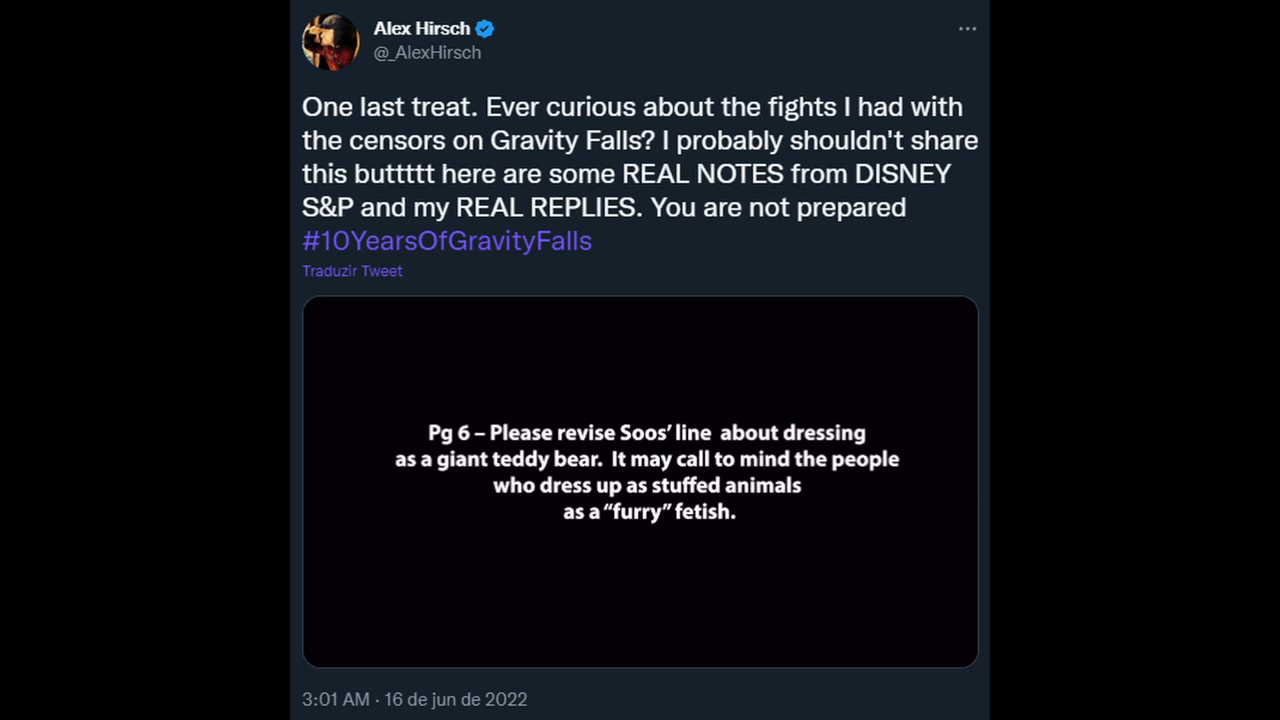 Alex Hirsch
@_AlexHirsch
One last treat. Ever curious about the fights I had with
the censors on Gravity Falls? I probably shouldn't share
this buttttt here are some REAL NOTES from DISNEY
S&P and my REAL REPLIES. You are not prepared
#10YearsOfGravityFalls
Traduzir Tweet
Pg 6 – Please revise Soos’ line  about dressing
as a giant teddy bear.  It may call to mind the people
who dress up as stuffed animals
as a “furry” fetish.
3:01 AM · 16 de jun de 2022